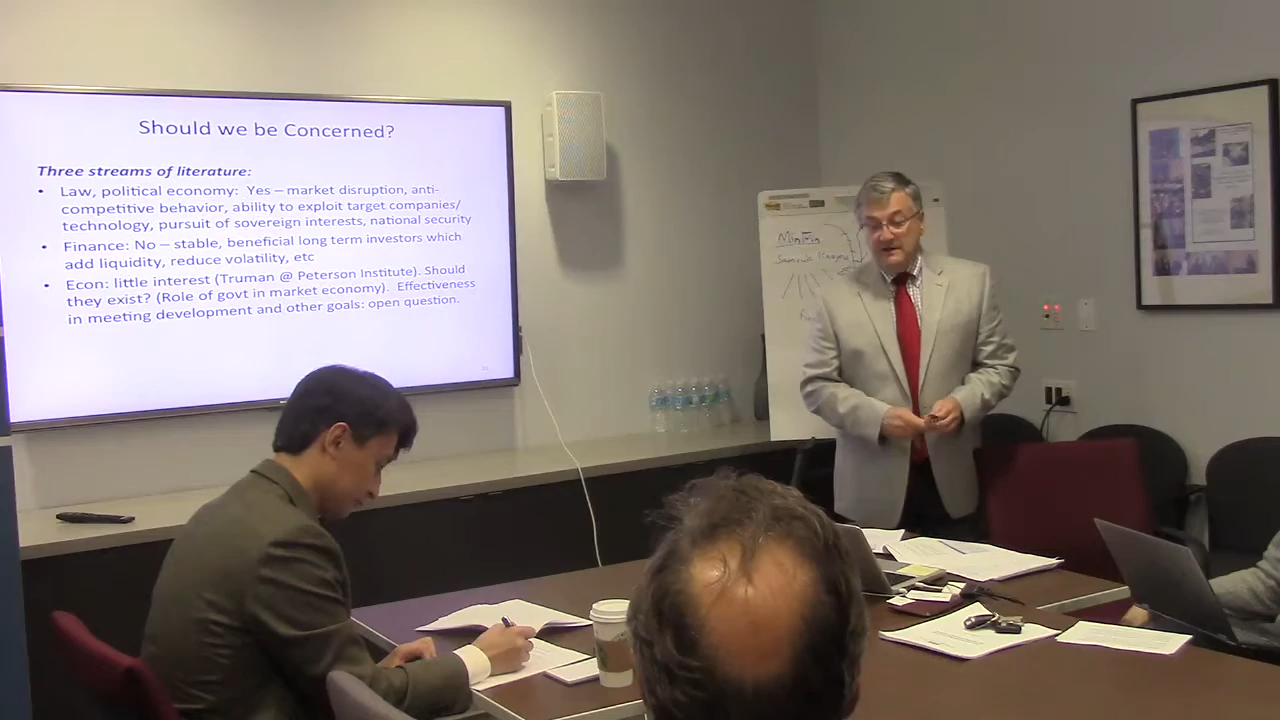 Should we be Concerned?
Three streams of literature:
• Law, political economy: Yes – market disruption, anti-
competitive behavior, ability to exploit target companies/
technology, pursuit of sovereign interests, national security
• Finance: No – stable, beneficial long term investors which
add liquidity, reduce volatility, etc
• Econ: little interest (Truman @ Peterson Institute). Should
they exist? (Role of govt in market economy). Effectiveness
in meeting development and other goals: open question.